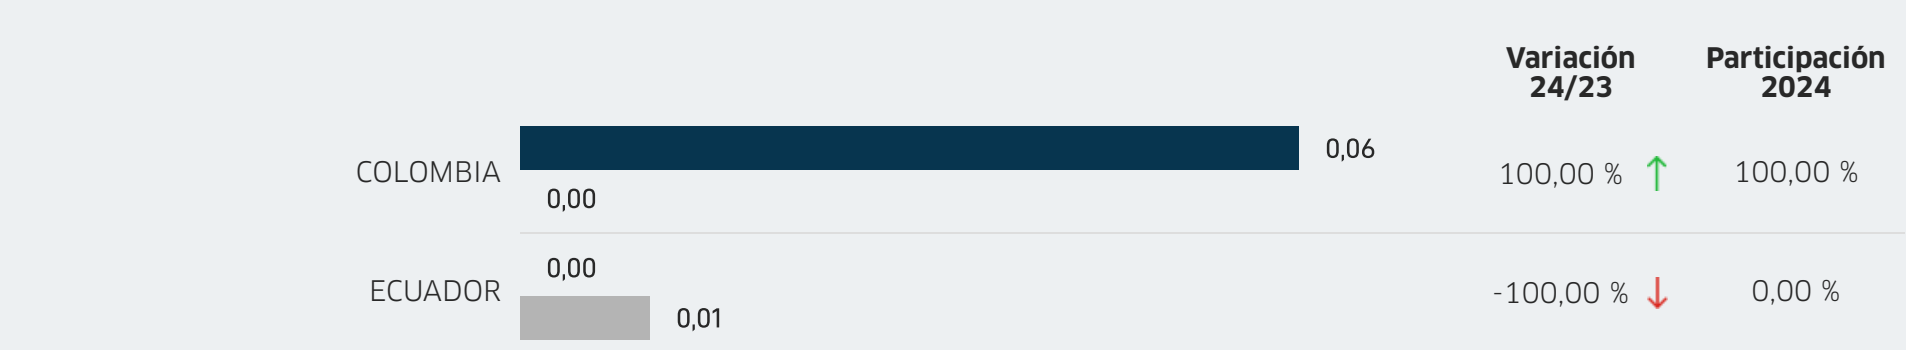 Variación
24/23
Participación
2024
COLOMBIA
0,06
0,00
100,00 %
100,00 %
ECUADOR
0,00
0,01
-100,00 %
0,00 %